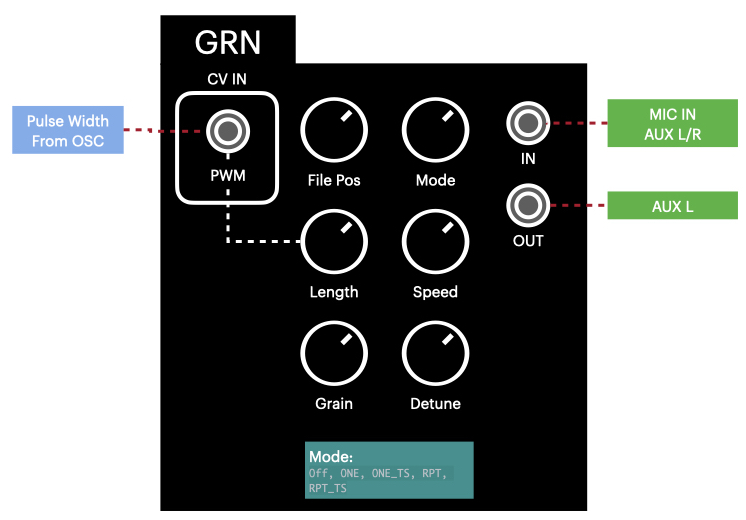 GRN
CV IN
Pulse Width
From OSC
PWM
File Pos
Mode
IN
MIC IN
AUX L/R
OUT
AUX L
Length
Speed
Grain
Detune
Mode:
Off, ONE, ONE_TS, RPT,
RPT_TS